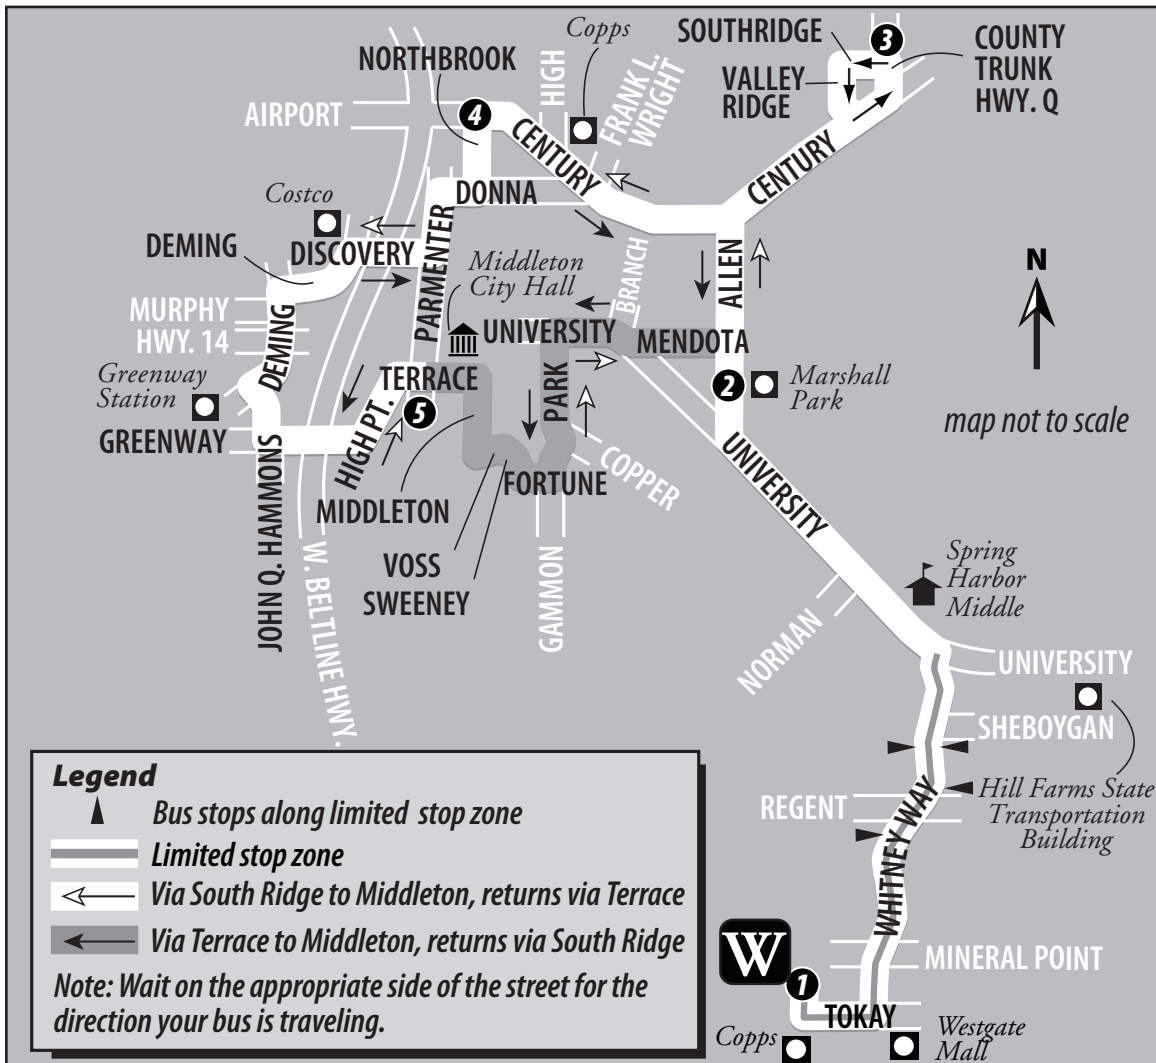 Copps
NORTHBROOK
HIGH
FRANK L.
WRIGHT
SOUTHRIDGE
3
COUNTY
TRUNK
HWY. Q
VALLEY
RIDGE
AIRPORT
4
CENTURY
CENTURY
Costco
DONNA
DEMING
DISCOVERY
PARMENTER
Middleton
City Hall
BRANCH
ALLEN
N
MURPHY
HWY. 14
DEMING
UNIVERSITY
MENDOTA
Greenway
Station
TERRACE
PARK
2
Marshall
Park
map not to scale
GREENWAY
HIGH PT.
5
COPPER
JOHN Q. HAMMONS
MIDDLETON
FORTUNE
UNIVERSITY
W. BELTLINE HWY.
VOSS
SWEENEY
GAMMON
NORMAN
Spring
Harbor
Middle
UNIVERSITY
SHEBOYGAN
REGENT
Hill Farms State
Transportation
Building
WHITNEY WAY
MINERAL POINT
W
1
TOKAY
Copps
Westgate
Mall
Legend
Bus stops along limited stop zone
Limited stop zone
Via South Ridge to Middleton, returns via Terrace
Via Terrace to Middleton, returns via South Ridge
Note: Wait on the appropriate side of the street for the
direction your bus is traveling.